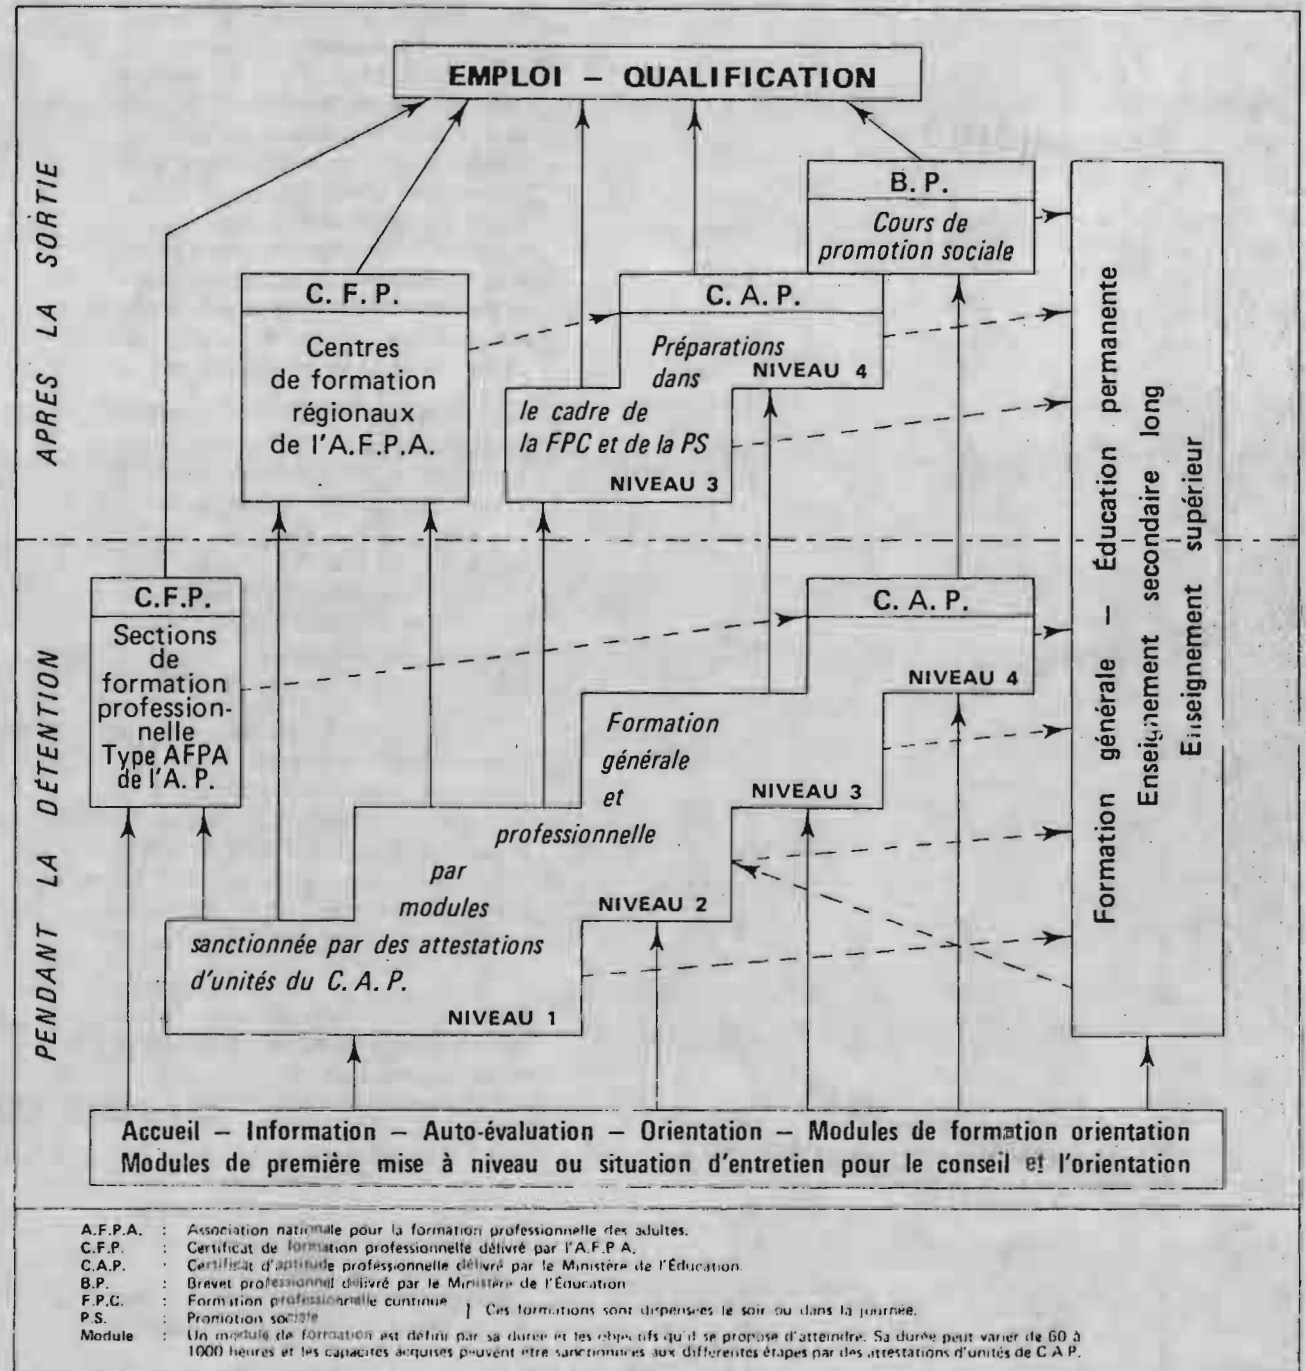 EMPLOI – QUALIFICATION
APRES LA SORTIE
B. P.
Cours de
promotion sociale
C. F. P.
Centres
de formation
régionaux
de l'A.F.P.A.
C. A. P.
Préparations
dans
NIVEAU 4
le cadre de
la FPC et de la PS
NIVEAU 3
PENDANT LA DÉTENTION
C.F.P.
Sections
de
formation
profession-
nelle
Type AFPA
de l'A. P.
C. A. P.
NIVEAU 4
Formation
générale
et
NIVEAU 3
professionnelle
par
modules
NIVEAU 2
sanctionnée par des attestations
d'unités du C. A. P.
NIVEAU 1
Formation générale – Éducation permanente
Enseignement secondaire long
Enseignement supérieur
Accueil – Information – Auto-évaluation – Orientation – Modules de formation orientation
Modules de première mise à niveau ou situation d'entretien pour le conseil et l'orientation
A.F.P.A. : Association nationale pour la formation professionnelle des adultes.
C.F.P. : Certificat de formation professionnelle délivré par l'A.F.P.A.
C.A.P. : Certificat d'aptitude professionnelle délivré par le Ministère de l'Éducation.
B.P. : Brevet professionnel délivré par le Ministère de l'Éducation
F.P.C. : Formation professionnelle continue
P.S. : Promotion sociale
} Ces formations sont dispensées le soir ou dans la journée.
Module : Un module de formation est défini par sa durée et les objectifs qu'il se propose d'atteindre. Sa durée peut varier de 60 à
1000 heures et les capacités acquises peuvent être sanctionnées aux différentes étapes par des attestations d'unités de C.A.P.